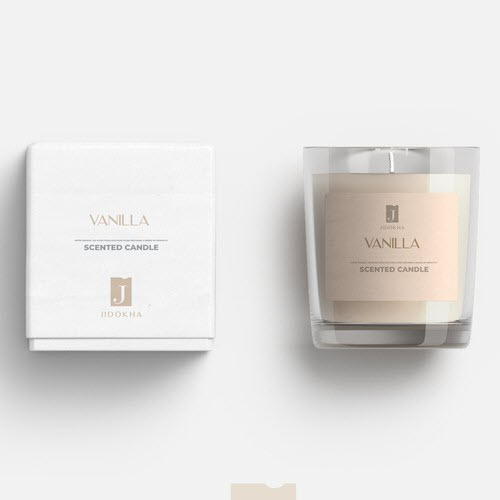 VANILLA
SCENTED CANDLE
J
JIDOKHA
J
JIDOKHA
VANILLA
SCENTED CANDLE